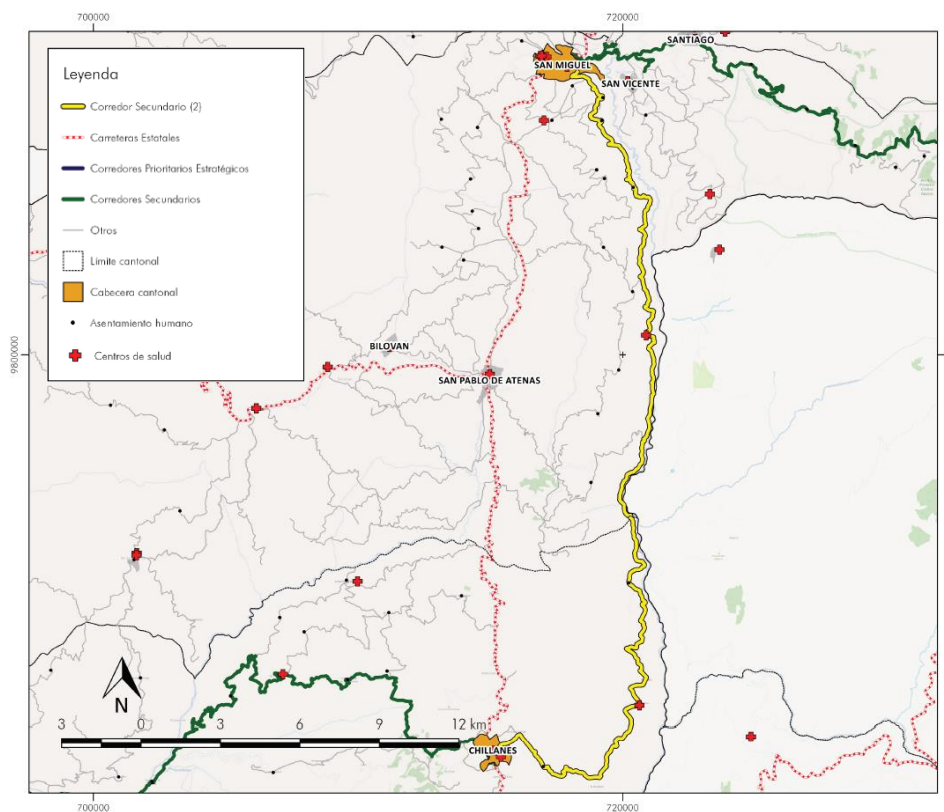 700000
720000
Leyenda
Corredor Secundario (2)
Carreteras Estatales
Corredores Prioritarios Estratégicos
Corredores Secundarios
Otros
Límite cantonal
Cabecera cantonal
Asentamiento humano
Centros de salud
SANTIAGO
SAN MIGUEL
SAN VICENTE
9800000
9800000
BILOVAN
SAN PABLO DE ATENAS
N
3 0 3 6 9 12 km
CHILLANES
700000
720000